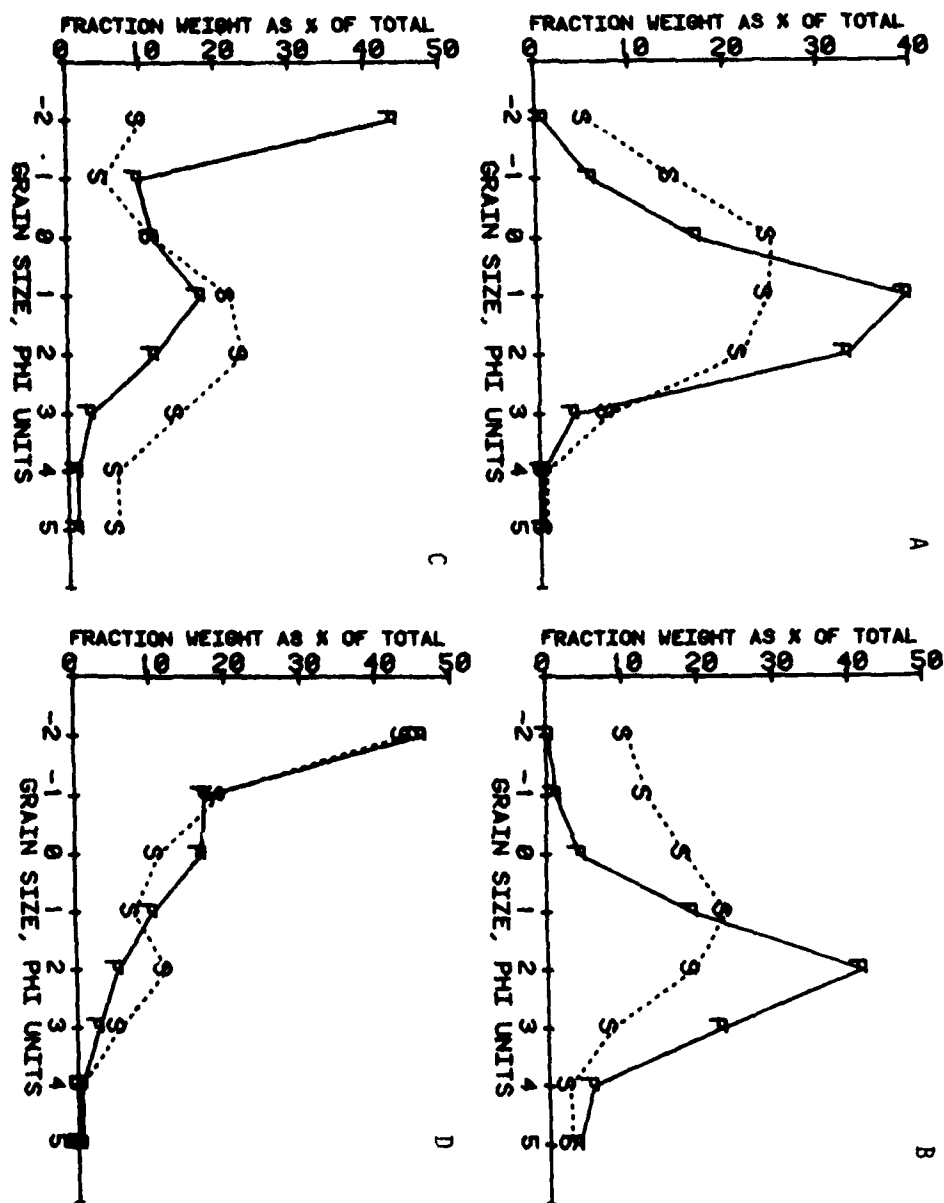 FRACTION WEIGHT AS % OF TOTAL
0 10 20 30 40 50
-2 -1 0 1 2 3 4 5
GRAIN SIZE, PHI UNITS
C
FRACTION WEIGHT AS % OF TOTAL
0 10 20 30 40
-2 -1 0 1 2 3 4 5
GRAIN SIZE, PHI UNITS
A
FRACTION WEIGHT AS % OF TOTAL
0 10 20 30 40 50
-2 -1 0 1 2 3 4 5
GRAIN SIZE, PHI UNITS
D
FRACTION WEIGHT AS % OF TOTAL
0 10 20 30 40 50
-2 -1 0 1 2 3 4 5
GRAIN SIZE, PHI UNITS
B